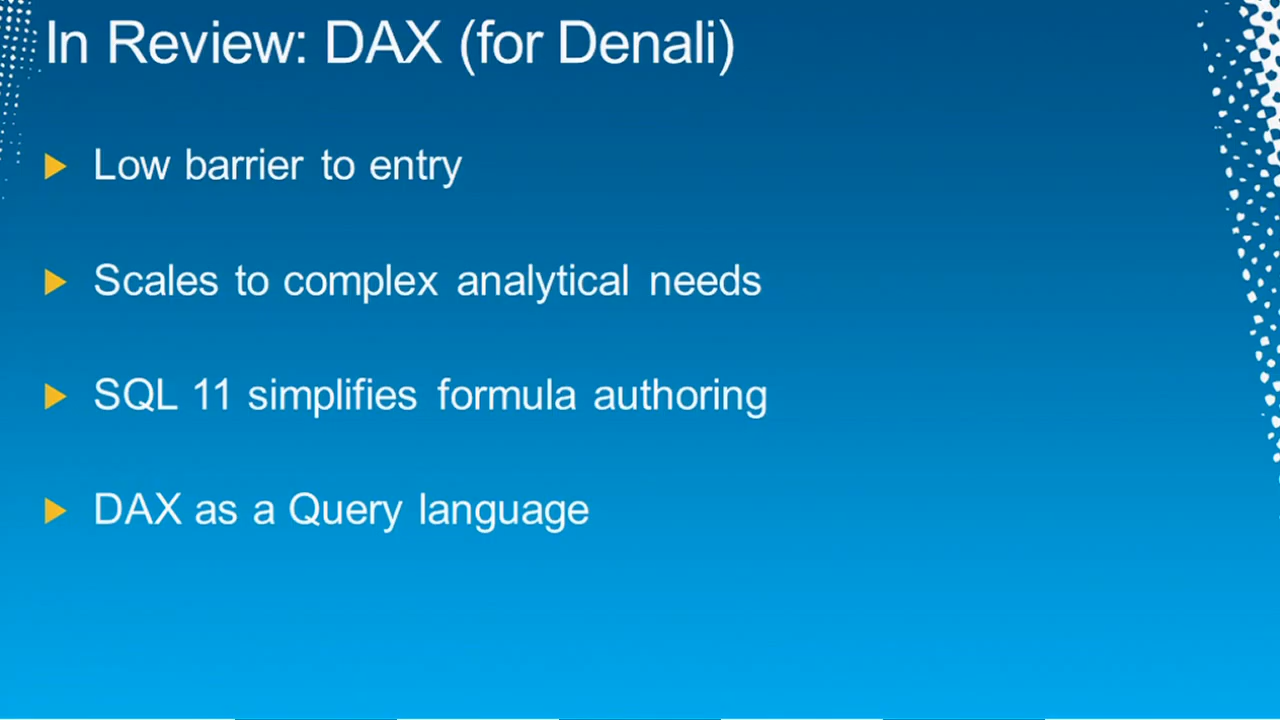 In Review: DAX (for Denali)
Low barrier to entry
Scales to complex analytical needs
SQL 11 simplifies formula authoring
DAX as a Query language